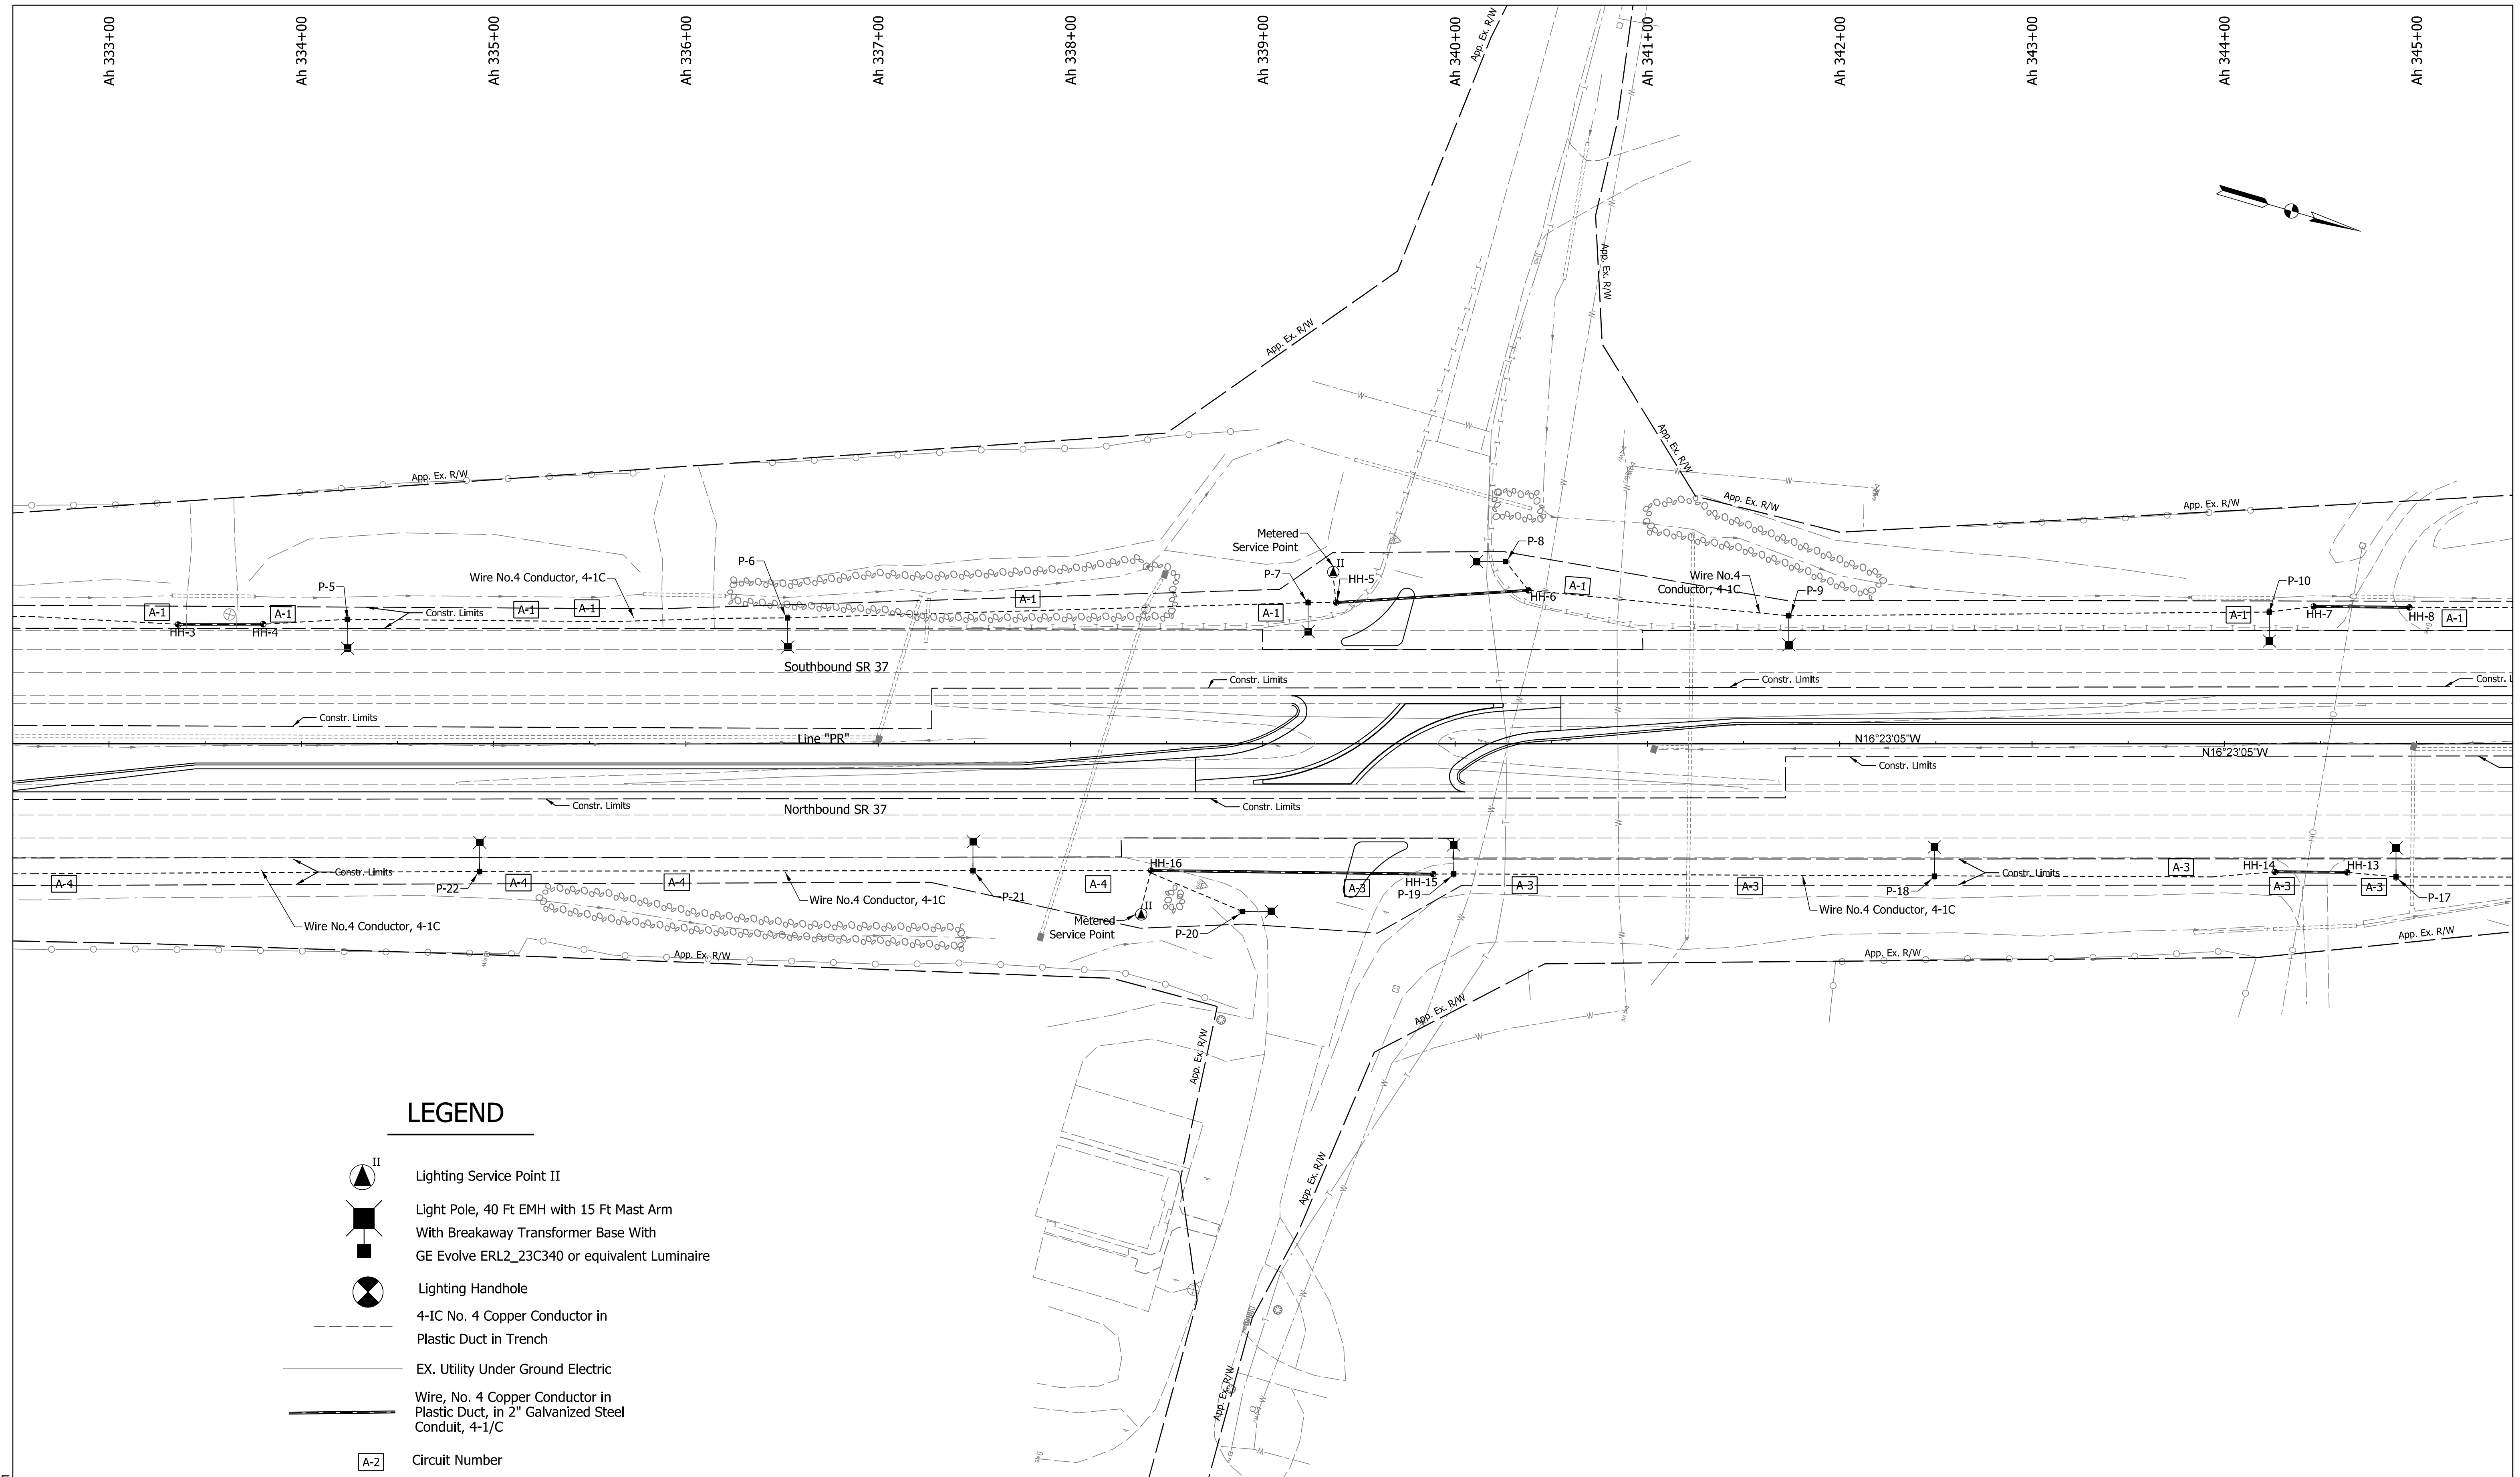 Ah 333+00
Ah 334+00
Ah 335+00
Ah 336+00
Ah 337+00
Ah 338+00
Ah 339+00
Ah 340+00
Ah 341+00
Ah 342+00
Ah 343+00
Ah 344+00
Ah 345+00
App. Ex. R/W
App. Ex. R/W
App. Ex. R/W
App. Ex. R/W
App. Ex. R/W
App. Ex. R/W
App. Ex. R/W
Metered
Service Point
II
P-8
P-6
P-7
HH-5
HH-6
A-1
Wire No.4
Conductor, 4-1C
P-9
P-10
P-5
Wire No.4 Conductor, 4-1C
A-1
A-1
Constr. Limits
A-1
A-1
A-1
A-1
A-1
HH-7
HH-8
A-1
HH-3
HH-4
Southbound SR 37
Constr. Limits
Constr. Limits
Constr. L
Constr. Limits
Line "PR"
N16°23'05"W
N16°23'05"W
Constr. Limits
Constr. Limits
Constr. Limits
Northbound SR 37
HH-16
HH-14
HH-13
A-3
Constr. Limits
A-4
P-22
A-4
A-4
A-4
A-3
HH-15
P-19
A-3
A-3
P-18
Constr. Limits
A-3
A-3
P-17
P-21
Wire No.4 Conductor, 4-1C
Wire No.4 Conductor, 4-1C
Wire No.4 Conductor, 4-1C
II
Metered
Service Point
P-20
App. Ex. R/W
App. Ex. R/W
App. Ex. R/W
App. Ex. R/W
App. Ex. R/W
App. Ex. R/W
App. Ex. R/W
LEGEND
II
Lighting Service Point II
Light Pole, 40 Ft EMH with 15 Ft Mast Arm
With Breakaway Transformer Base With
GE Evolve ERL2_23C340 or equivalent Luminaire
Lighting Handhole
4-IC No. 4 Copper Conductor in
Plastic Duct in Trench
EX. Utility Under Ground Electric
Wire, No. 4 Copper Conductor in
Plastic Duct, in 2" Galvanized Steel
Conduit, 4-1/C
A-2
Circuit Number